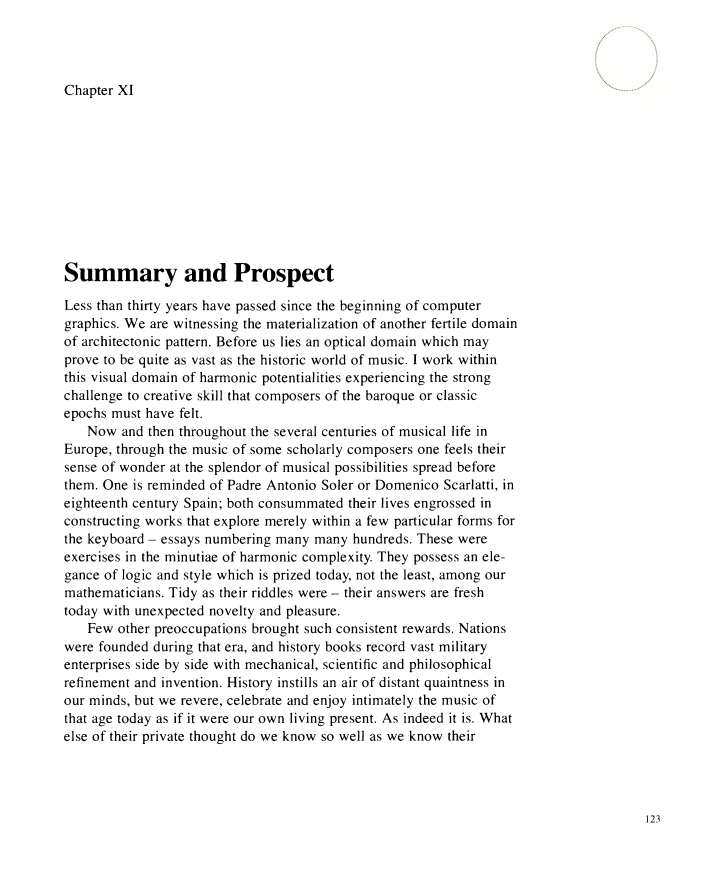 Chapter XI
Summary and Prospect
Less than thirty years have passed since the beginning of computer
graphics. We are witnessing the materialization of another fertile domain
of architectonic pattern. Before us lies an optical domain which may
prove to be quite as vast as the historic world of music. I work within
this visual domain of harmonic potentialities experiencing the strong
challenge to creative skill that composers of the baroque or classic
epochs must have felt.
Now and then throughout the several centuries of musical life in
Europe, through the music of some scholarly composers one feels their
sense of wonder at the splendor of musical possibilities spread before
them. One is reminded of Padre Antonio Soler or Domenico Scarlatti, in
eighteenth century Spain; both consummated their lives engrossed in
constructing works that explore merely within a few particular forms for
the keyboard – essays numbering many many hundreds. These were
exercises in the minutiae of harmonic complexity. They possess an ele-
gance of logic and style which is prized today, not the least, among our
mathematicians. Tidy as their riddles were – their answers are fresh
today with unexpected novelty and pleasure.
Few other preoccupations brought such consistent rewards. Nations
were founded during that era, and history books record vast military
enterprises side by side with mechanical, scientific and philosophical
refinement and invention. History instills an air of distant quaintness in
our minds, but we revere, celebrate and enjoy intimately the music of
that age today as if it were our own living present. As indeed it is. What
else of their private thought do we know so well as we know their
123